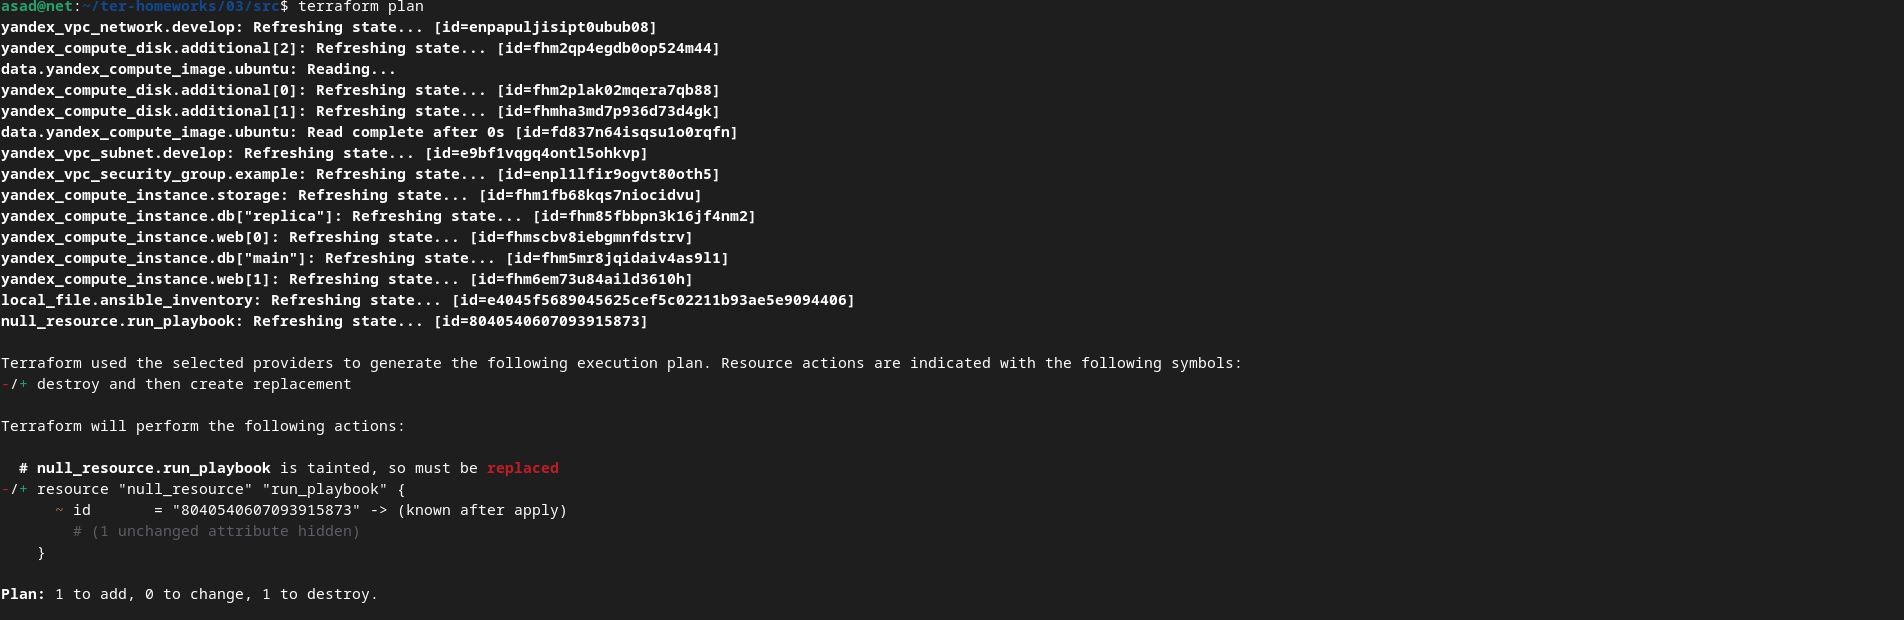 asad@net:~/ter-homeworks/03/src$ terraform plan
yandex_vpc_network.develop: Refreshing state... [id=enpapuljisipt0ubub08]
yandex_compute_disk.additional[2]: Refreshing state... [id=fhm2qp4egdb0op524m44]
data.yandex_compute_image.ubuntu: Reading...
yandex_compute_disk.additional[0]: Refreshing state... [id=fhm2plak02mqera7qb88]
yandex_compute_disk.additional[1]: Refreshing state... [id=fhmha3md7p936d73d4gk]
data.yandex_compute_image.ubuntu: Read complete after 0s [id=fd837n64isqsu1o0rqfn]
yandex_vpc_subnet.develop: Refreshing state... [id=e9bf1vqgq4ontl5ohkvp]
yandex_vpc_security_group.example: Refreshing state... [id=enpl1lfir9ogvt80oth5]
yandex_compute_instance.storage: Refreshing state... [id=fhm1fb68kqs7niocidvu]
yandex_compute_instance.db["replica"]: Refreshing state... [id=fhm85fbbpn3k16jf4nm2]
yandex_compute_instance.web[0]: Refreshing state... [id=fhmscbv8iebgmnfdstrv]
yandex_compute_instance.db["main"]: Refreshing state... [id=fhm5mr8jqidaiv4as9l1]
yandex_compute_instance.web[1]: Refreshing state... [id=fhm6em73u84aild3610h]
local_file.ansible_inventory: Refreshing state... [id=e4045f5689045625cef5c02211b93ae5e9094406]
null_resource.run_playbook: Refreshing state... [id=8040540607093915873]
Terraform used the selected providers to generate the following execution plan. Resource actions are indicated with the following symbols:
-/+ destroy and then create replacement
Terraform will perform the following actions:
# null_resource.run_playbook is tainted, so must be replaced
-/+ resource "null_resource" "run_playbook" {
~ id       = "8040540607093915873" -> (known after apply)
# (1 unchanged attribute hidden)
}
Plan: 1 to add, 0 to change, 1 to destroy.